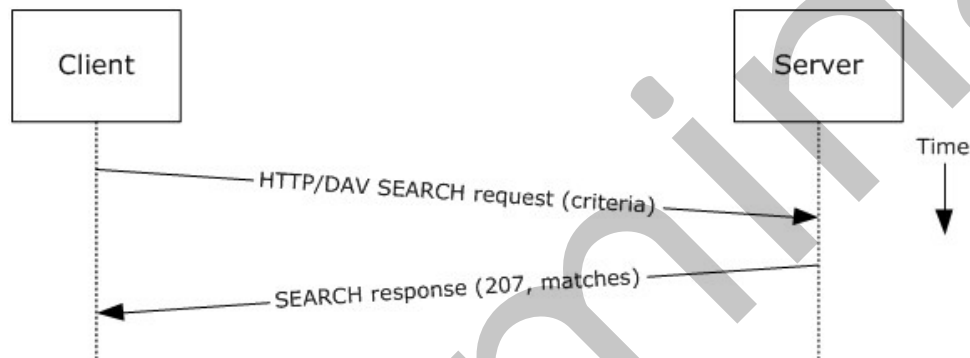 Client
Server
Time
HTTP/DAV SEARCH request (criteria)
SEARCH response (207, matches)